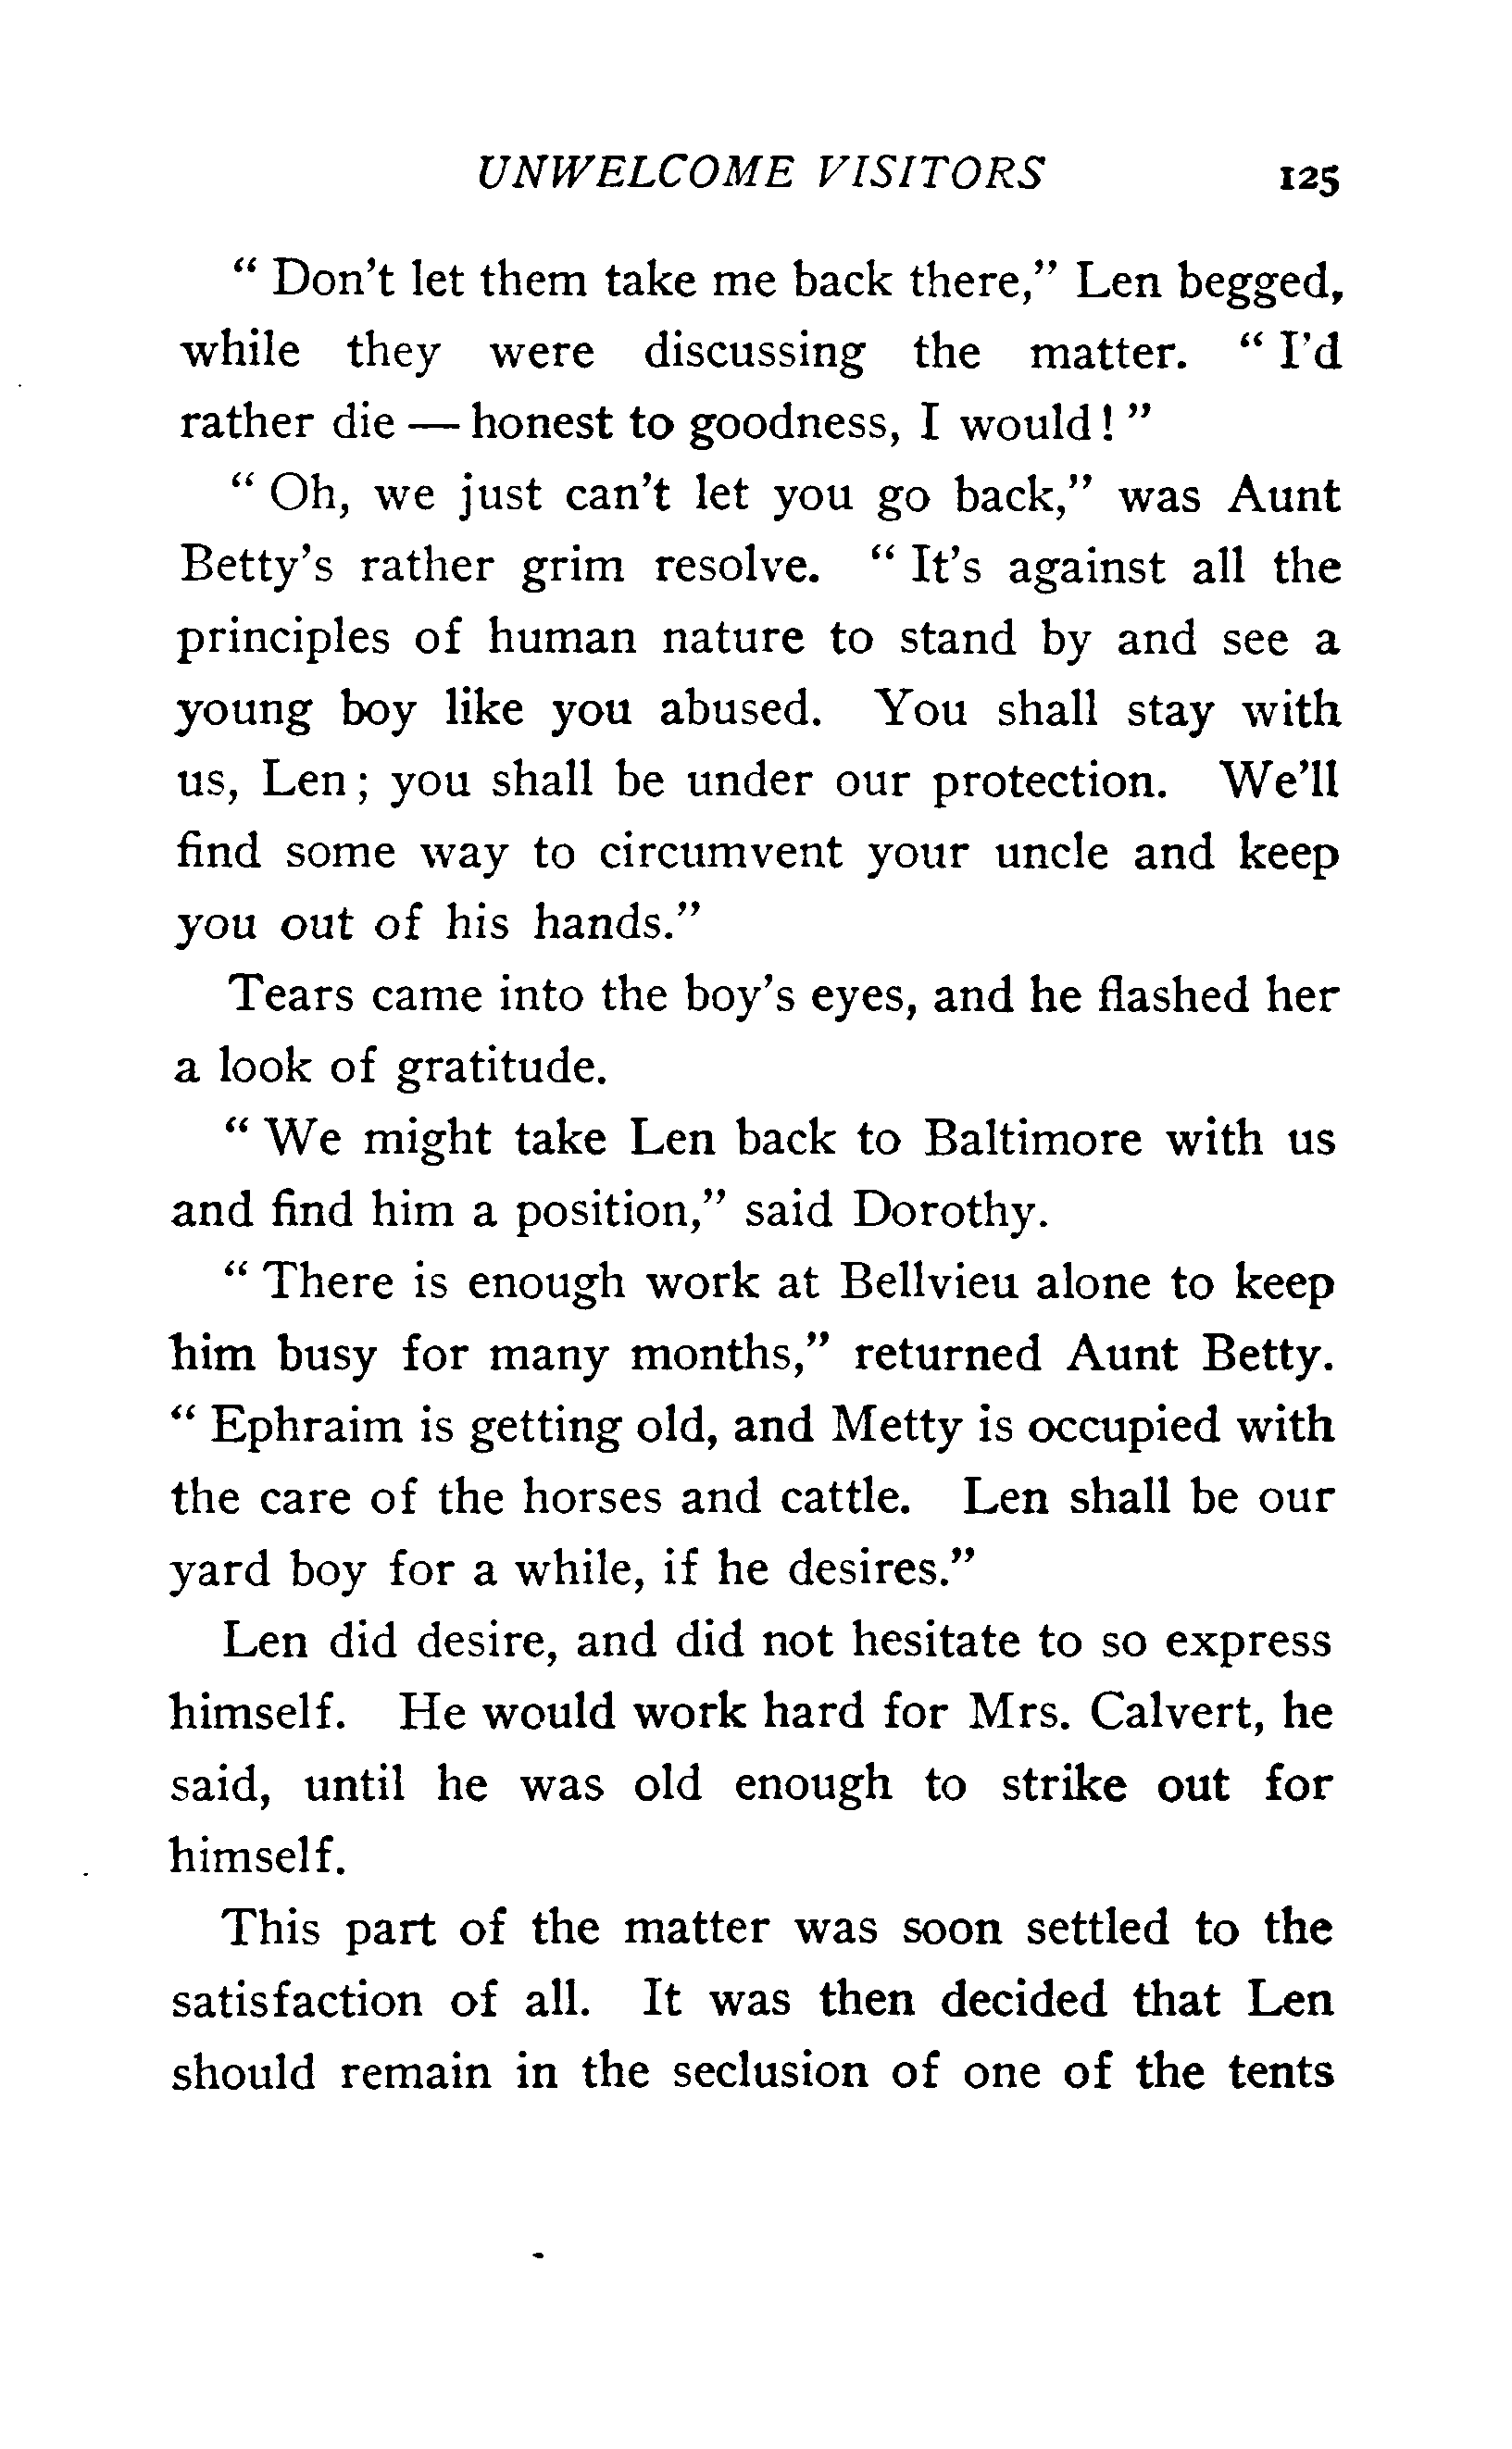 UNWELCOME VISITORS 125
" Don't let them take me back there," Len begged,
while they were discussing the matter. " I'd
rather die — honest to goodness, I would! "
" Oh, we just can't let you go back," was Aunt
Betty's rather grim resolve. " It's against all the
principles of human nature to stand by and see a
young boy like you abused. You shall stay with
us, Len; you shall be under our protection. We'll
find some way to circumvent your uncle and keep
you out of his hands."
Tears came into the boy's eyes, and he flashed her
a look of gratitude.
" We might take Len back to Baltimore with us
and find him a position," said Dorothy.
" There is enough work at Bellvieu alone to keep
him busy for many months," returned Aunt Betty.
" Ephraim is getting old, and Metty is occupied with
the care of the horses and cattle. Len shall be our
yard boy for a while, if he desires."
Len did desire, and did not hesitate to so express
himself. He would work hard for Mrs. Calvert, he
said, until he was old enough to strike out for
himself.
This part of the matter was soon settled to the
satisfaction of all. It was then decided that Len
should remain in the seclusion of one of the tents